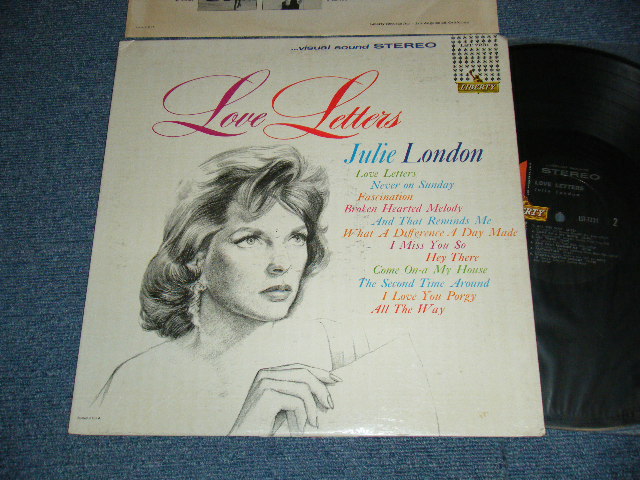 ...visual sound STEREO
LIBERTY
Love Letters
Julie London
Love Letters
Never on Sunday
Fascination
Broken Hearted Melody
And That Reminds Me
What A Difference A Day Made
I Miss You So
Hey There
Come On-a My House
The Second Time Around
I Love You Porgy
All The Way
STEREO
LOVE LETTERS
Julie London
LIBERTY
2